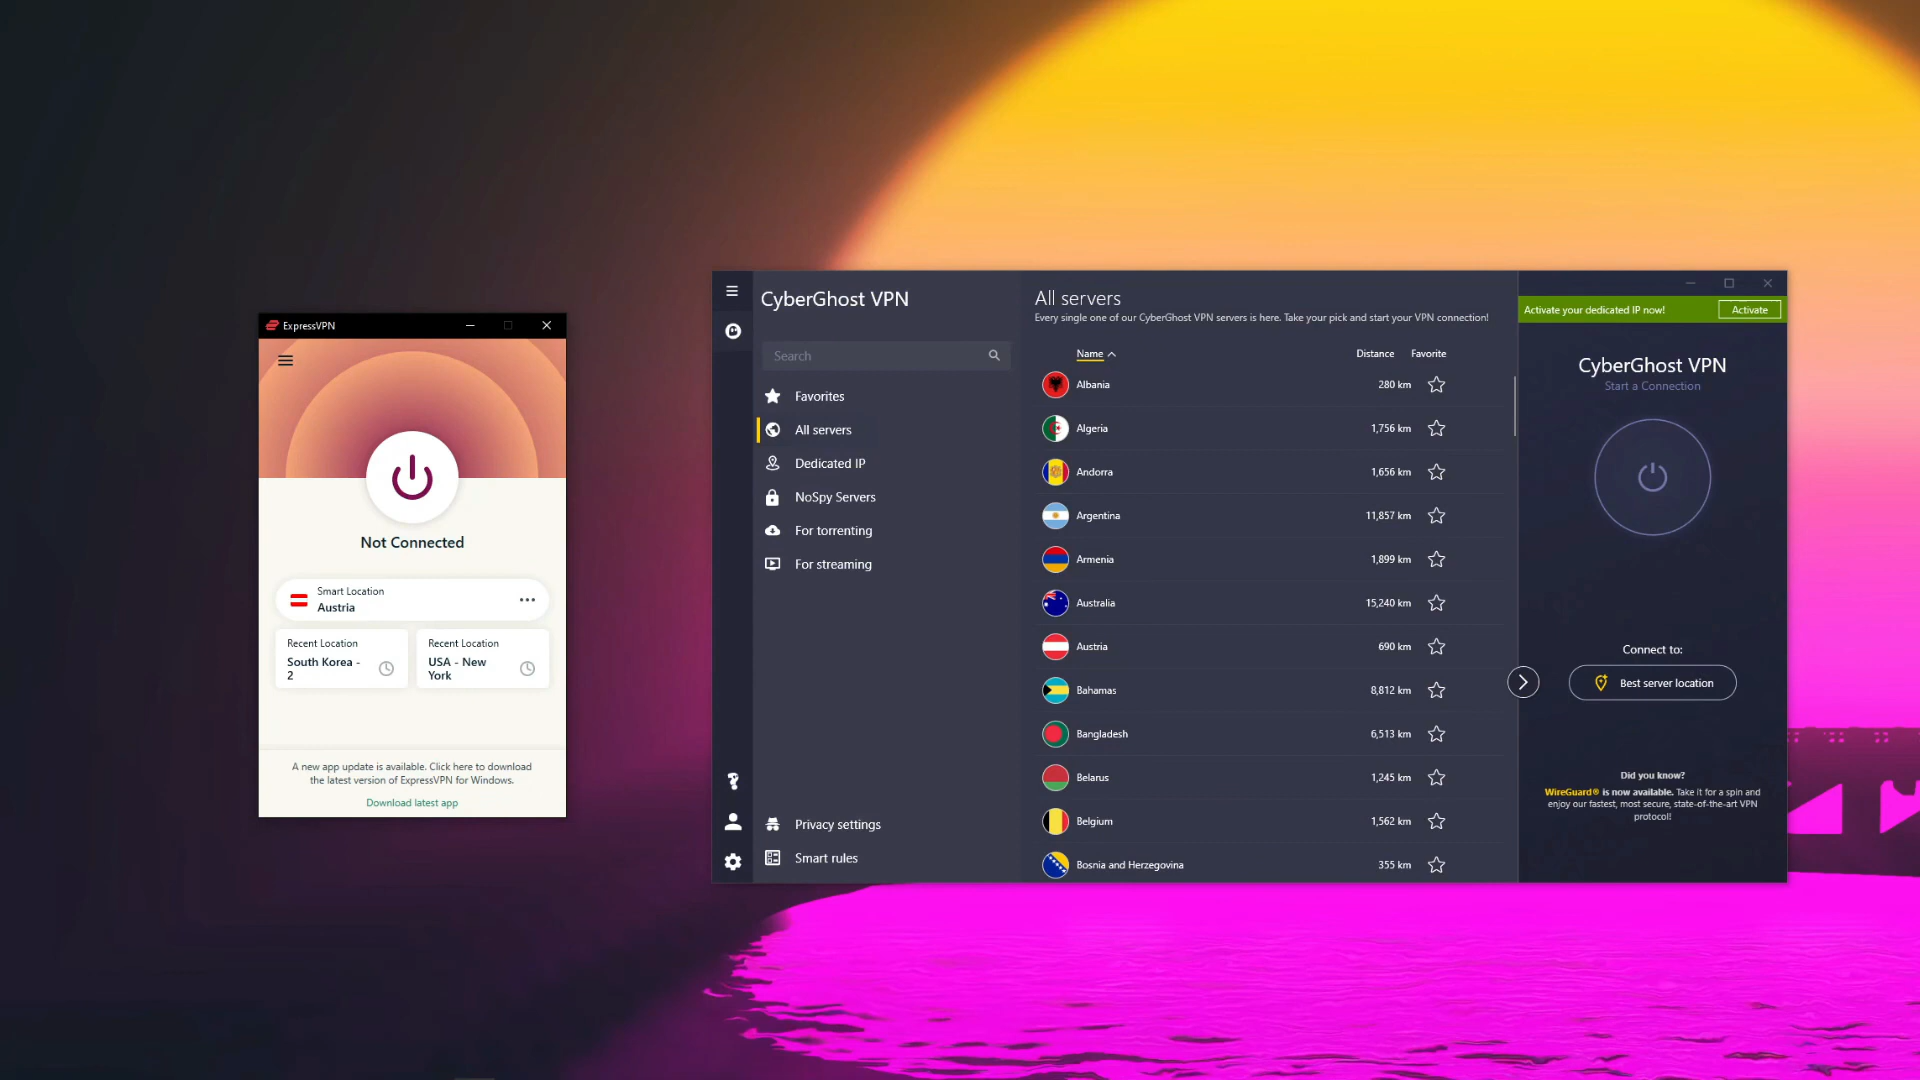 ExpressVPN
Not Connected
Smart Location
Austria
Recent Location
South Korea -
2
Recent Location
USA - New
York
A new app update is available. Click here to download
the latest version of ExpressVPN for Windows.
Download latest app
CyberGhost VPN
Search
Favorites
All servers
Dedicated IP
NoSpy Servers
For torrenting
For streaming
Privacy settings
Smart rules
All servers
Every single one of our CyberGhost VPN servers is here. Take your pick and start your VPN connection!
Name Distance Favorite
Albania 280 km
Algeria 1,756 km
Andorra 1,656 km
Argentina 11,857 km
Armenia 1,899 km
Australia 15,240 km
Austria 690 km
Bahamas 8,812 km
Bangladesh 6,513 km
Belarus 1,245 km
Belgium 1,562 km
Bosnia and Herzegovina 355 km
Activate your dedicated IP now! Activate
CyberGhost VPN
Start a Connection
Connect to:
Best server location
Did you know?
WireGuard® is now available. Take it for a spin and
enjoy our fastest, most secure, state-of-the-art VPN
protocol!